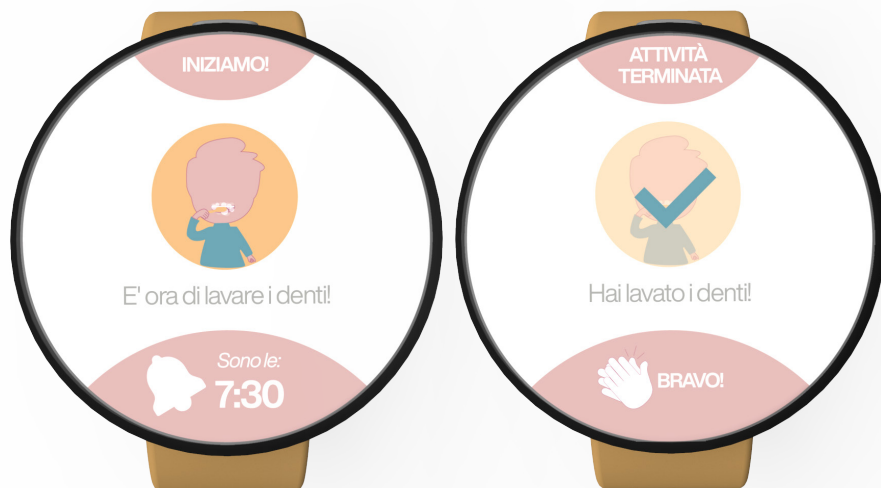 INIZIAMO!
E' ora di lavare i denti!
Sono le:
7:30
ATTIVITÀ
TERMINATA
Hai lavato i denti!
BRAVO!